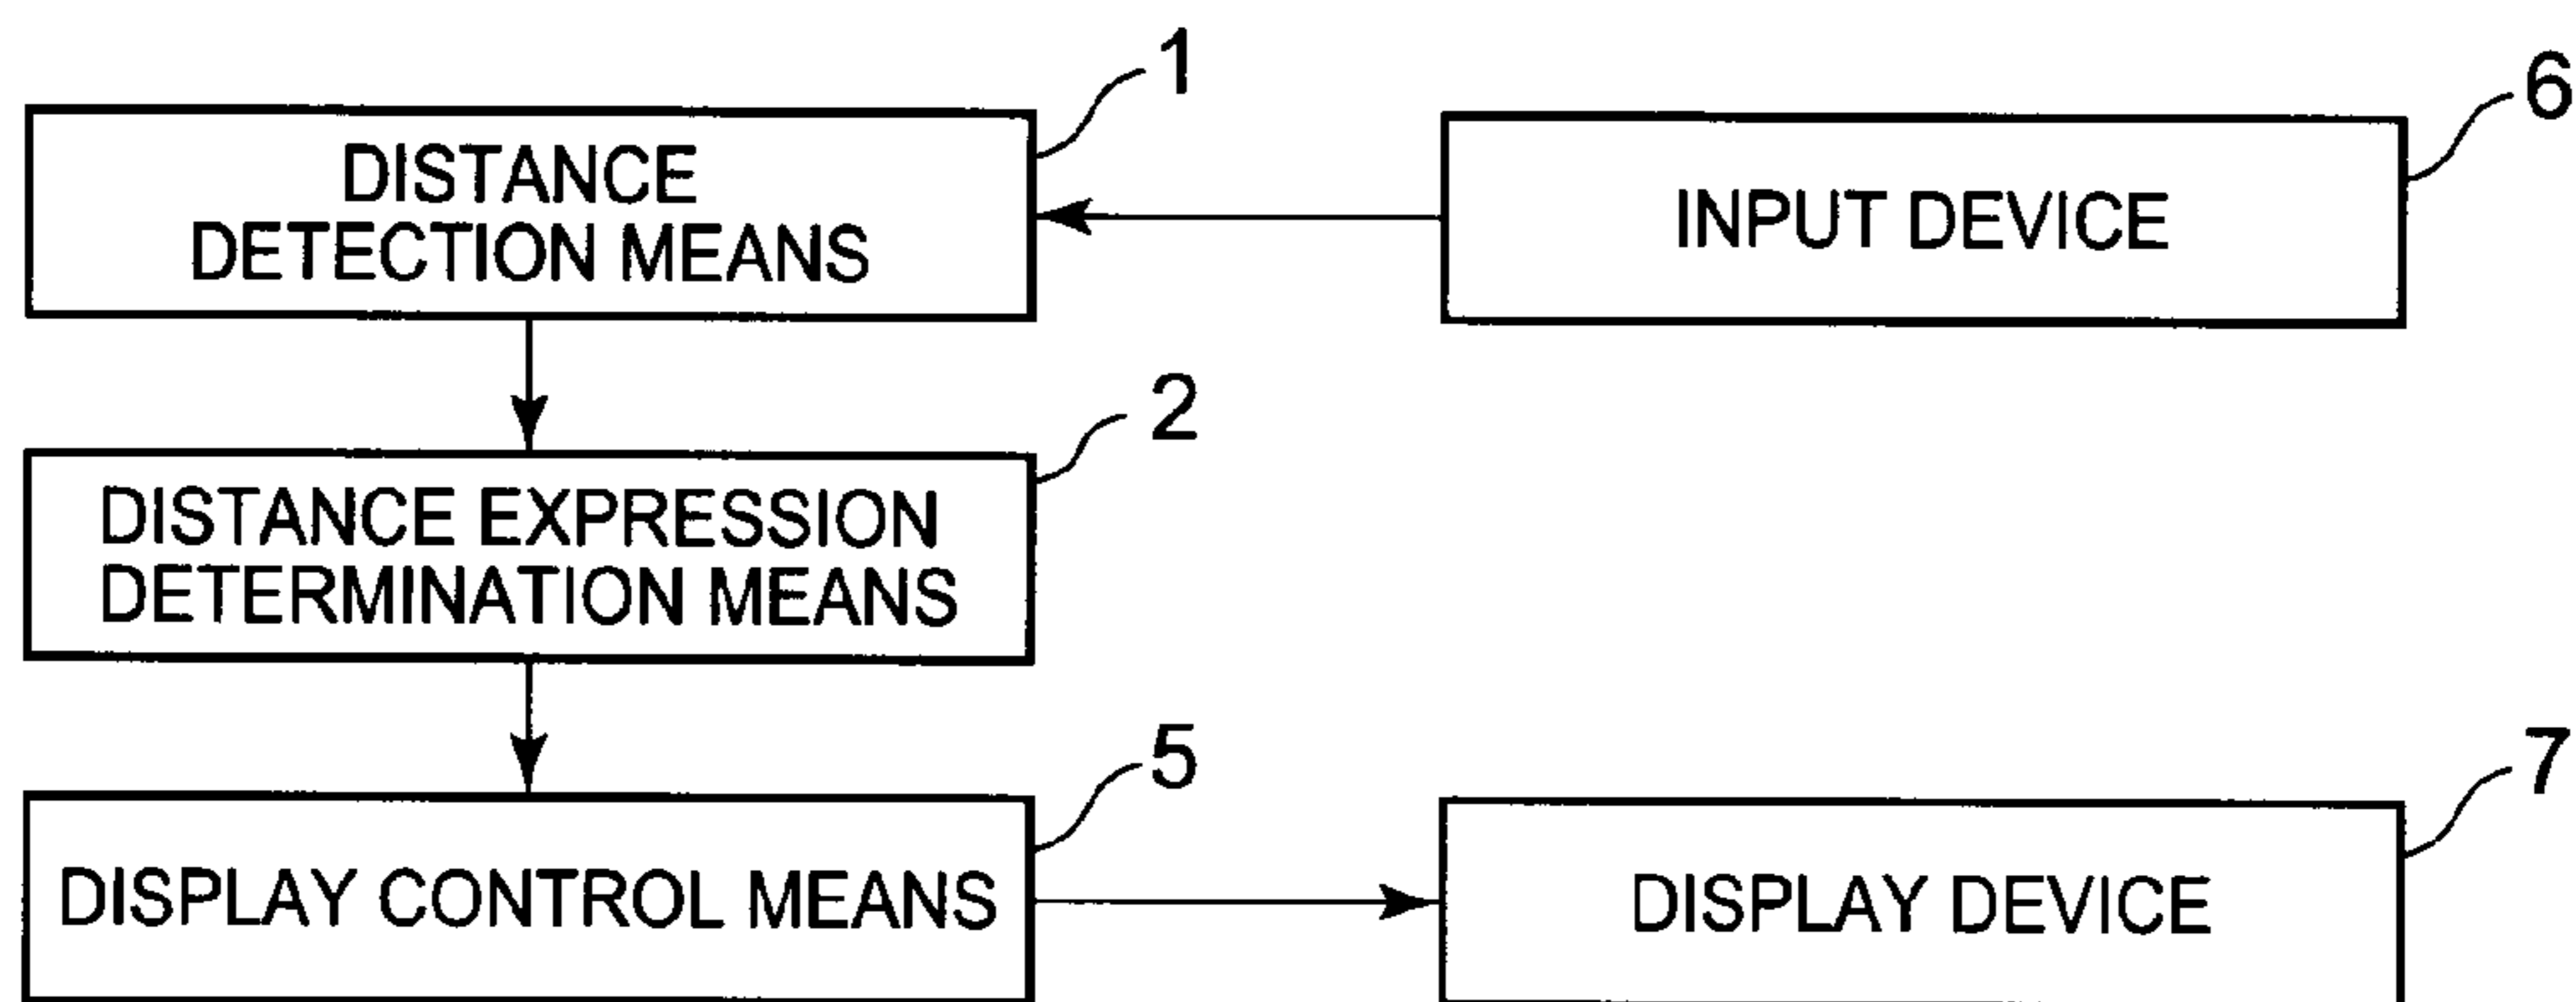 1
DISTANCE
DETECTION MEANS
6
INPUT DEVICE
2
DISTANCE EXPRESSION
DETERMINATION MEANS
5
DISPLAY CONTROL MEANS
7
DISPLAY DEVICE